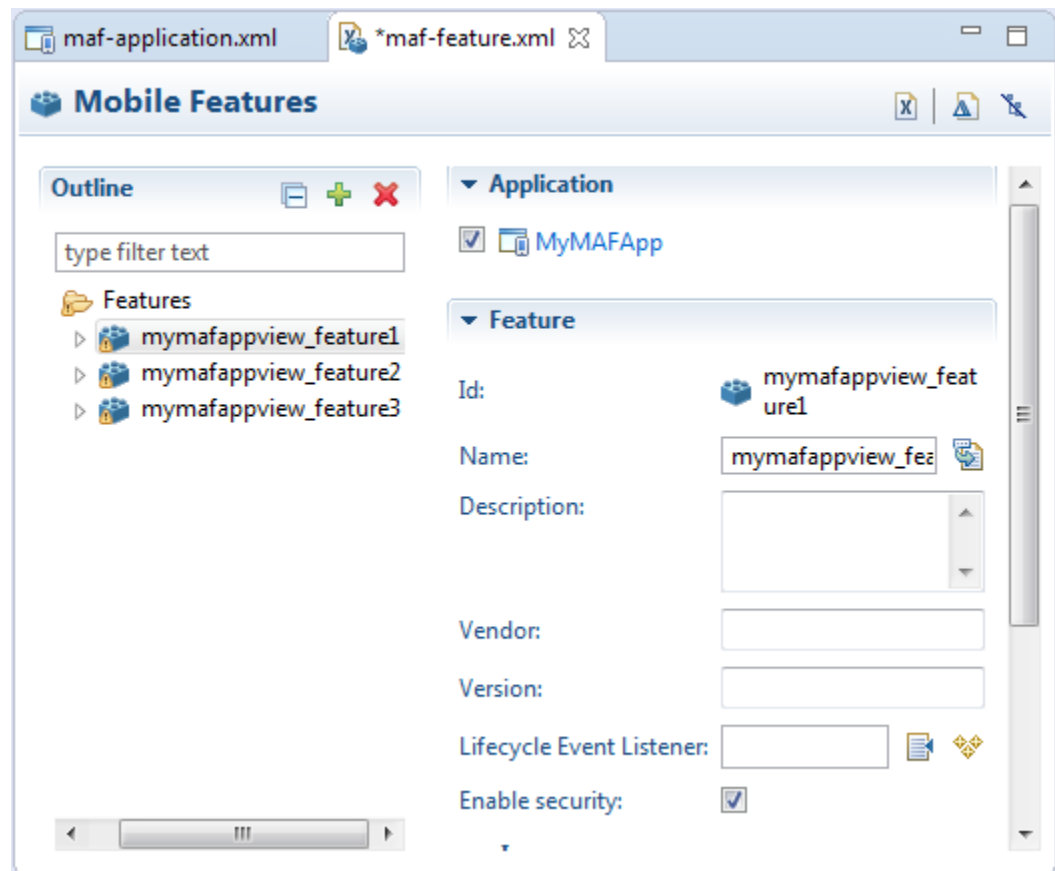 maf-application.xml
*maf-feature.xml
Mobile Features
Outline
type filter text
Features
mymafappview_feature1
mymafappview_feature2
mymafappview_feature3
Application
MyMAFApp
Feature
Id:
mymafappview_feat
ure1
Name:
mymafappview_fea
Description:
Vendor:
Version:
Lifecycle Event Listener:
Enable security: